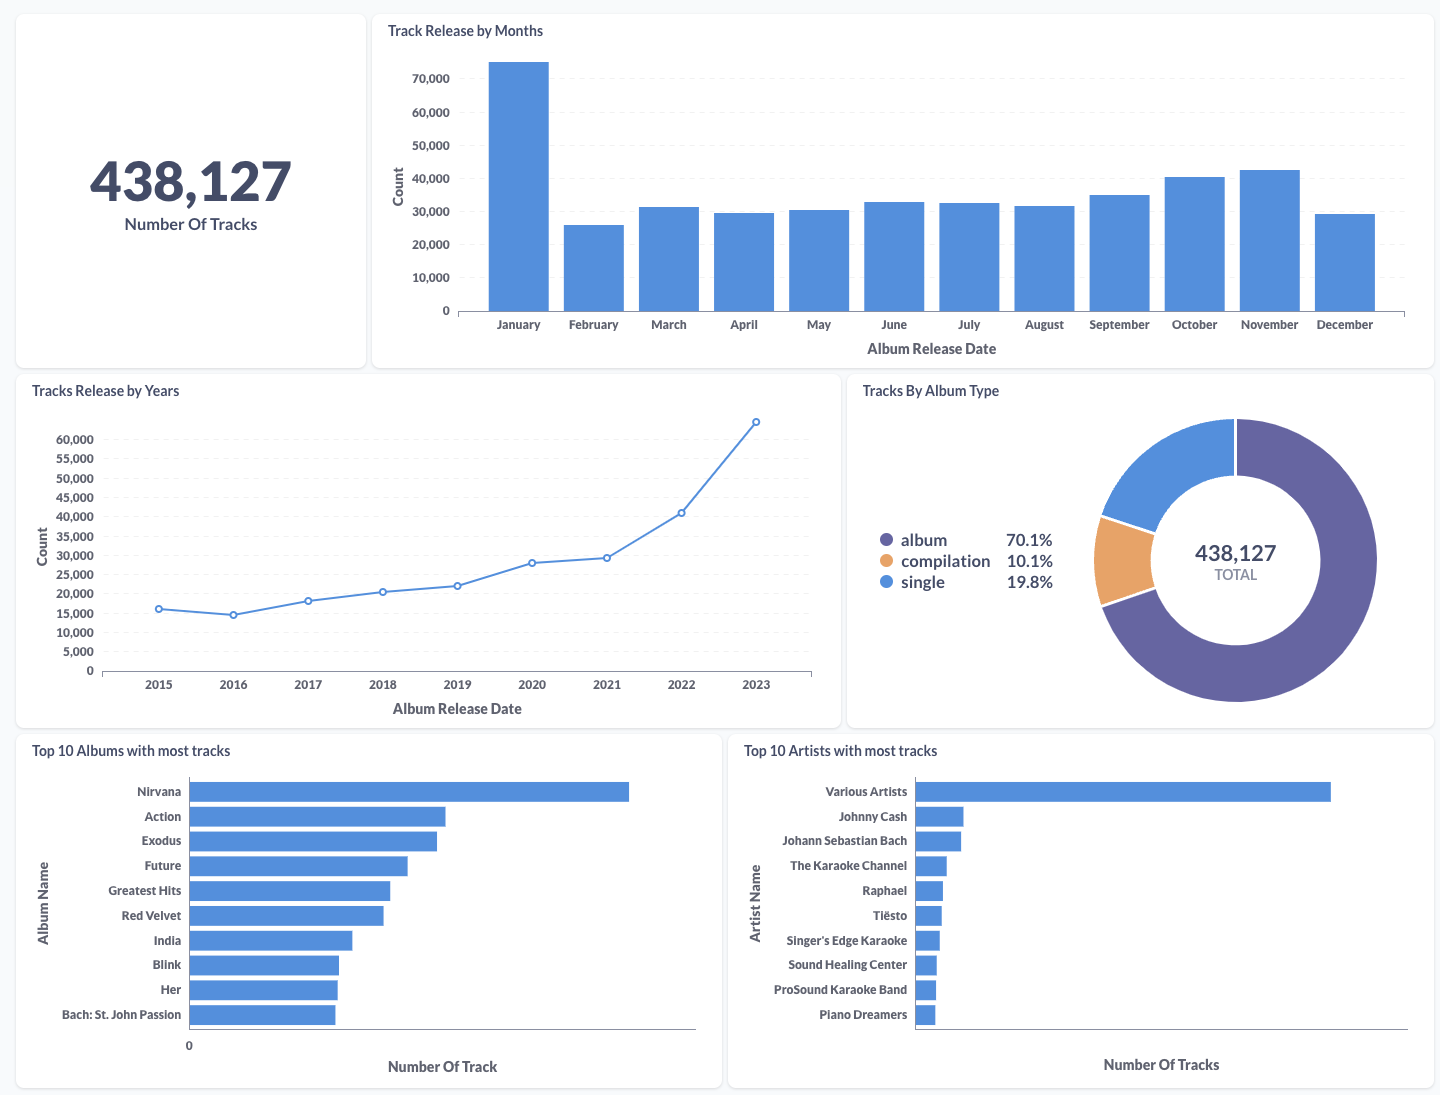 438,127
Number Of Tracks
Track Release by Months
Count
70,000
60,000
50,000
40,000
30,000
20,000
10,000
0
January February March April May June July August September October November December
Album Release Date
Tracks Release by Years
Count
60,000
55,000
50,000
45,000
40,000
35,000
30,000
25,000
20,000
15,000
10,000
5,000
0
2015 2016 2017 2018 2019 2020 2021 2022 2023
Album Release Date
Tracks By Album Type
album 70.1%
compilation 10.1%
single 19.8%
438,127
TOTAL
Top 10 Albums with most tracks
Album Name
Nirvana
Action
Exodus
Future
Greatest Hits
Red Velvet
India
Blink
Her
Bach: St. John Passion
0
Number Of Track
Top 10 Artists with most tracks
Artist Name
Various Artists
Johnny Cash
Johann Sebastian Bach
The Karaoke Channel
Raphael
Tiësto
Singer's Edge Karaoke
Sound Healing Center
ProSound Karaoke Band
Piano Dreamers
Number Of Tracks